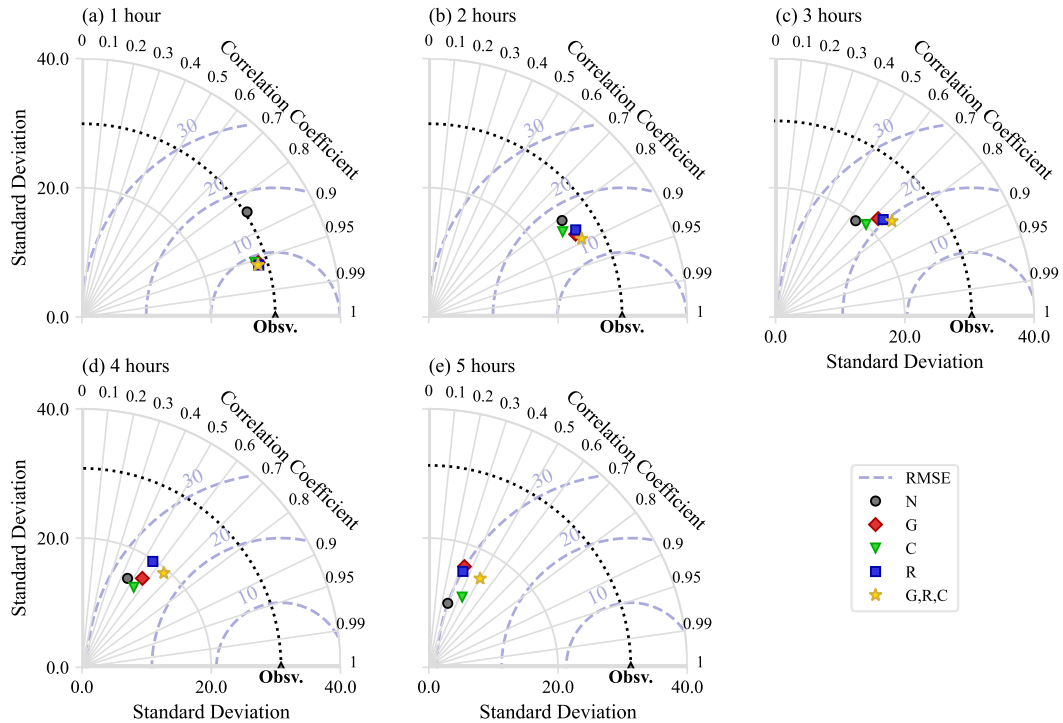 (a) 1 hour
0 0.1 0.2 0.3 0.4 0.5 0.6 0.7 0.8 0.9 0.95 0.99 1
Correlation Coefficient
40.0
20.0
0.0
Standard Deviation
30
20
10
Obsv.
(b) 2 hours
0 0.1 0.2 0.3 0.4 0.5 0.6 0.7 0.8 0.9 0.95 0.99 1
Correlation Coefficient
20
10
Obsv.
(c) 3 hours
0 0.1 0.2 0.3 0.4 0.5 0.6 0.7 0.8 0.9 0.95 0.99 1
Correlation Coefficient
30
20
10
Obsv.
20.0 40.0
Standard Deviation
(d) 4 hours
0 0.1 0.2 0.3 0.4 0.5 0.6 0.7 0.8 0.9 0.95 0.99 1
Correlation Coefficient
40.0
20.0
0.0
Standard Deviation
30
20
10
Obsv.
0.0 20.0 40.0
Standard Deviation
(e) 5 hours
0 0.1 0.2 0.3 0.4 0.5 0.6 0.7 0.8 0.9 0.95 0.99 1
Correlation Coefficient
30
20
10
Obsv.
0.0 20.0 40.0
Standard Deviation
RMSE
N
G
C
R
G,R,C